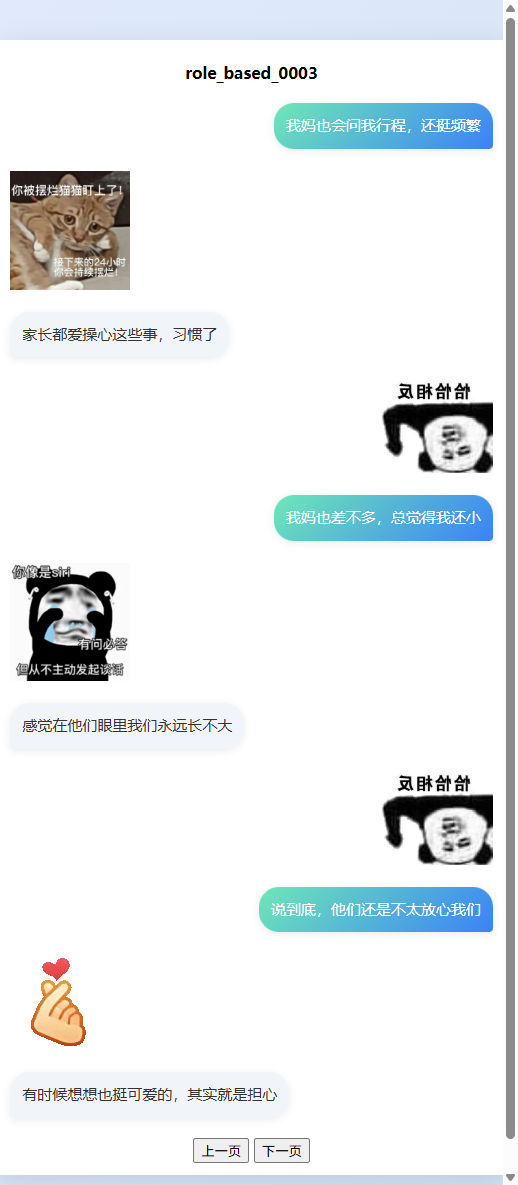 role_based_0003
我妈也会问我行程，还挺频繁
你被摆烂猫猫盯上了！
接下来的24小时
你会持续摆烂！
家长都爱操心这些事，习惯了
恰恰相反
我妈也差不多，总觉得我还小
你像是siri
有问必答
但从不主动发起谈话
感觉在他们眼里我们永远长不大
恰恰相反
说到底，他们还是不太放心我们
有时候想想也挺可爱的，其实就是担心
上一页 下一页